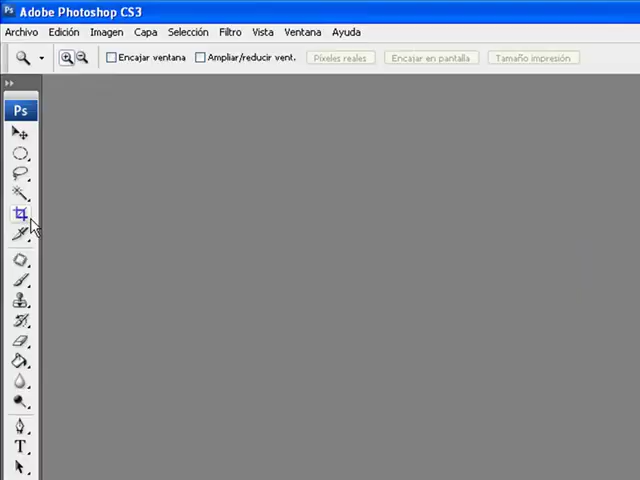 Ps Adobe Photoshop CS3
Archivo Edición Imagen Capa Selección Filtro Vista Ventana Ayuda
Encajar ventana Ampliar/reducir vent. Píxeles reales Encajar en pantalla Tamaño impresión
Ps
T